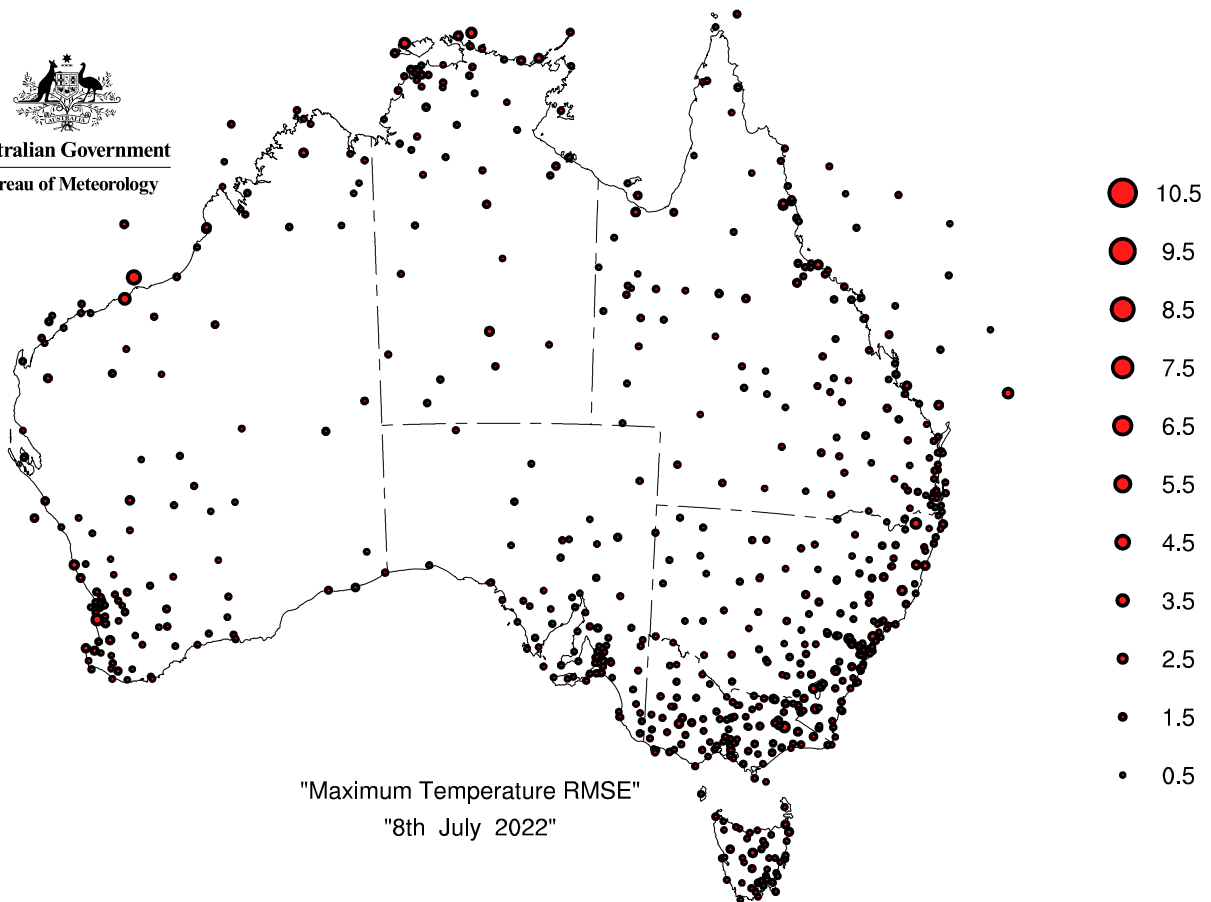 AUSTRALIA
tralian Government
reau of Meteorology
10.5
9.5
8.5
7.5
6.5
5.5
4.5
3.5
2.5
1.5
0.5
"Maximum Temperature RMSE"
"8th July 2022"